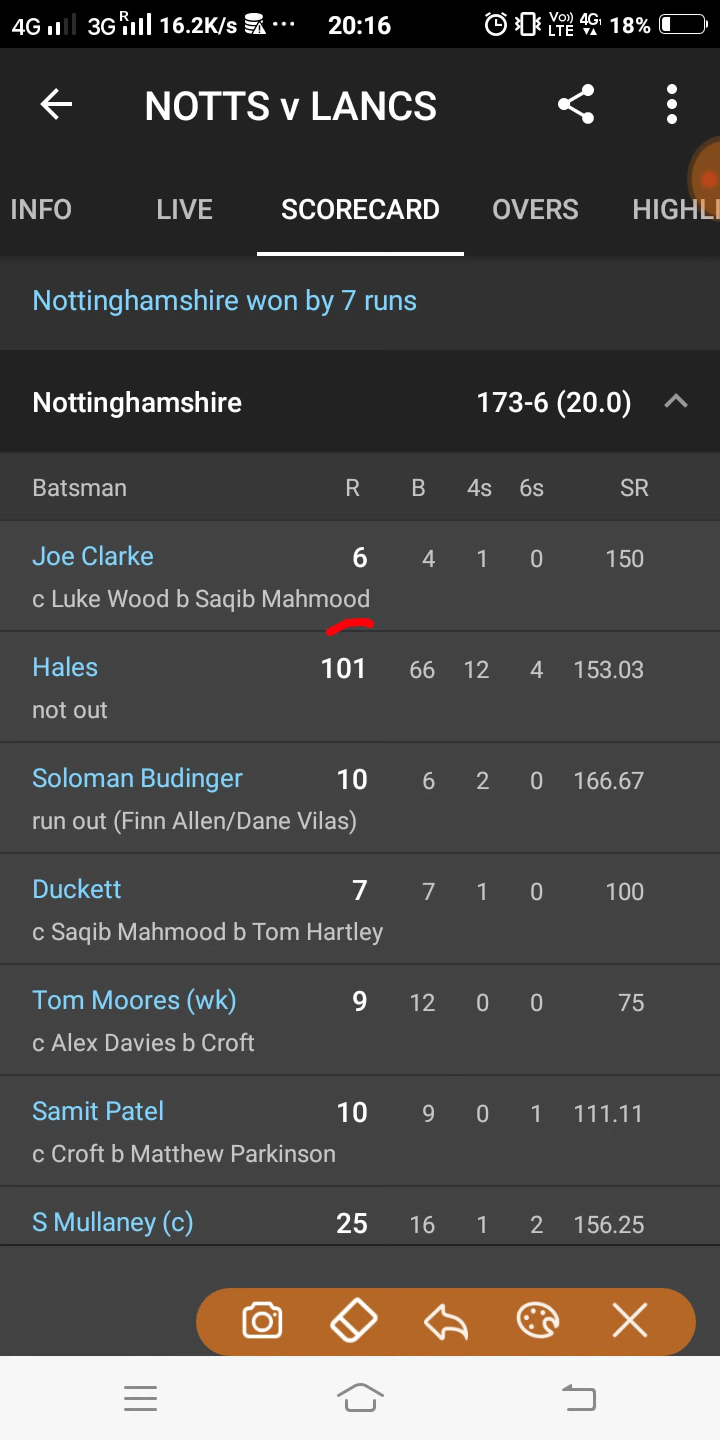 4G 3G R 16.2K/s ... 20:16 Vo)) LTE 4G 18%
NOTTS v LANCS
INFO LIVE SCORECARD OVERS HIGHLI
Nottinghamshire won by 7 runs
Nottinghamshire 173-6 (20.0)
Batsman R B 4s 6s SR
Joe Clarke 6 4 1 0 150
c Luke Wood b Saqib Mahmood
Hales 101 66 12 4 153.03
not out
Soloman Budinger 10 6 2 0 166.67
run out (Finn Allen/Dane Vilas)
Duckett 7 7 1 0 100
c Saqib Mahmood b Tom Hartley
Tom Moores (wk) 9 12 0 0 75
c Alex Davies b Croft
Samit Patel 10 9 0 1 111.11
c Croft b Matthew Parkinson
S Mullaney (c) 25 16 1 2 156.25